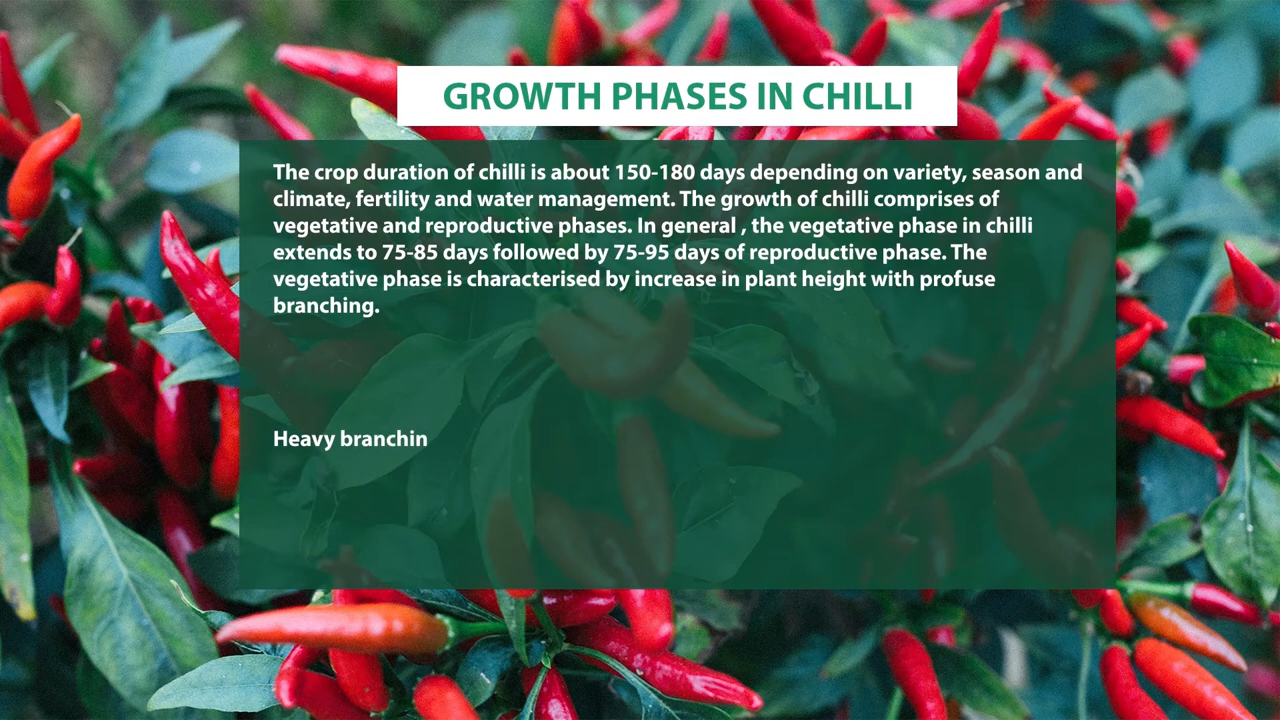 GROWTH PHASES IN CHILLI
The crop duration of chilli is about 150-180 days depending on variety, season and
climate, fertility and water management. The growth of chilli comprises of
vegetative and reproductive phases. In general , the vegetative phase in chilli
extends to 75-85 days followed by 75-95 days of reproductive phase. The
vegetative phase is characterised by increase in plant height with profuse
branching.
Heavy branchin